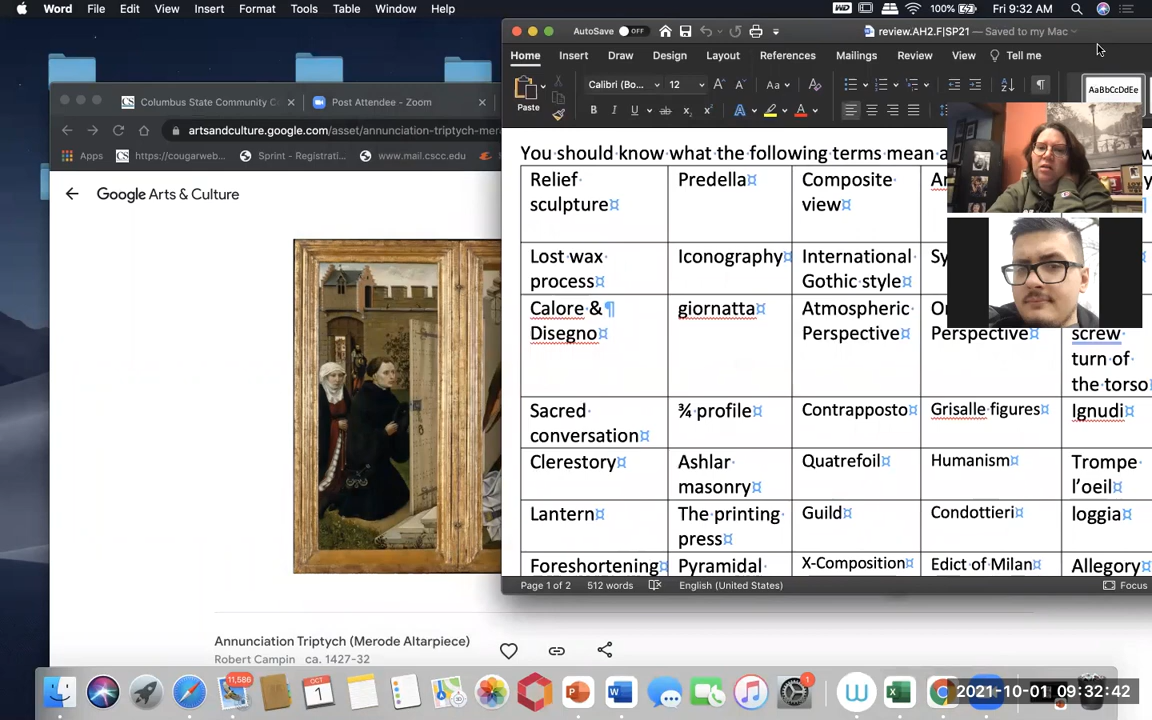 Word File Edit View Insert Format Tools Table Window Help
100% Fri 9:32 AM
AutoSave OFF
review.AH2.F|SP21 — Saved to my Mac
Home Insert Draw Design Layout References Mailings Review View Tell me
Paste
Calibri (Bo... 12
AaBbCcDdEe
Columbus State Community C
Post Attendee - Zoom
artsandculture.google.com/asset/annunciation-triptych-mer
Apps https://cougarweb... Sprint - Registrati... www.mail.cscc.edu
Google Arts & Culture
You should know what the following terms mean a
Relief sculpture
Predella
Composite view
Lost wax process
Iconography
International Gothic style
Calore & ¶
Disegno
giornatta
Atmospheric Perspective
Perspective
screw turn of the torso
Sacred conversation
¾ profile
Contrapposto
Grisalle figures
Ignudi
Clerestory
Ashlar masonry
Quatrefoil
Humanism
Trompe l'oeil
Lantern
The printing press
Guild
Condottieri
loggia
Foreshortening
Pyramidal
X-Composition
Edict of Milan
Allegory
Page 1 of 2 512 words English (United States) Focus
Annunciation Triptych (Merode Altarpiece)
Robert Campin ca. 1427-32
11,586
OCT
1
1
2021-10-01 09:32:42